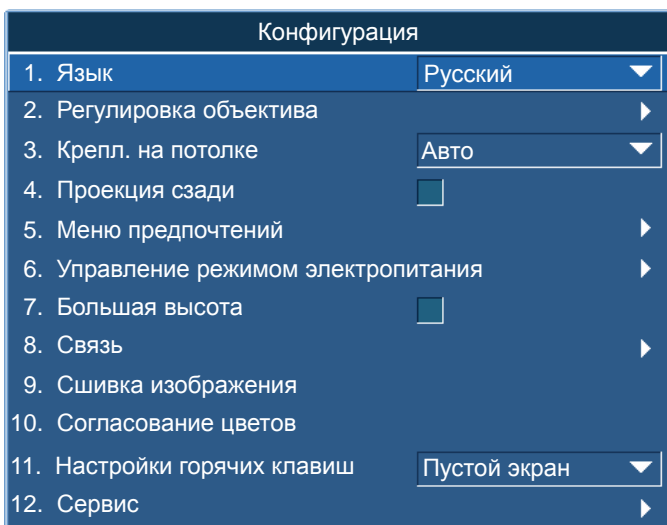 Конфигурация
1. Язык Русский
2. Регулировка объектива
3. Крепл. на потолке Авто
4. Проекция сзади
5. Меню предпочтений
6. Управление режимом электропитания
7. Большая высота
8. Связь
9. Сшивка изображения
10. Согласование цветов
11. Настройки горячих клавиш Пустой экран
12. Сервис